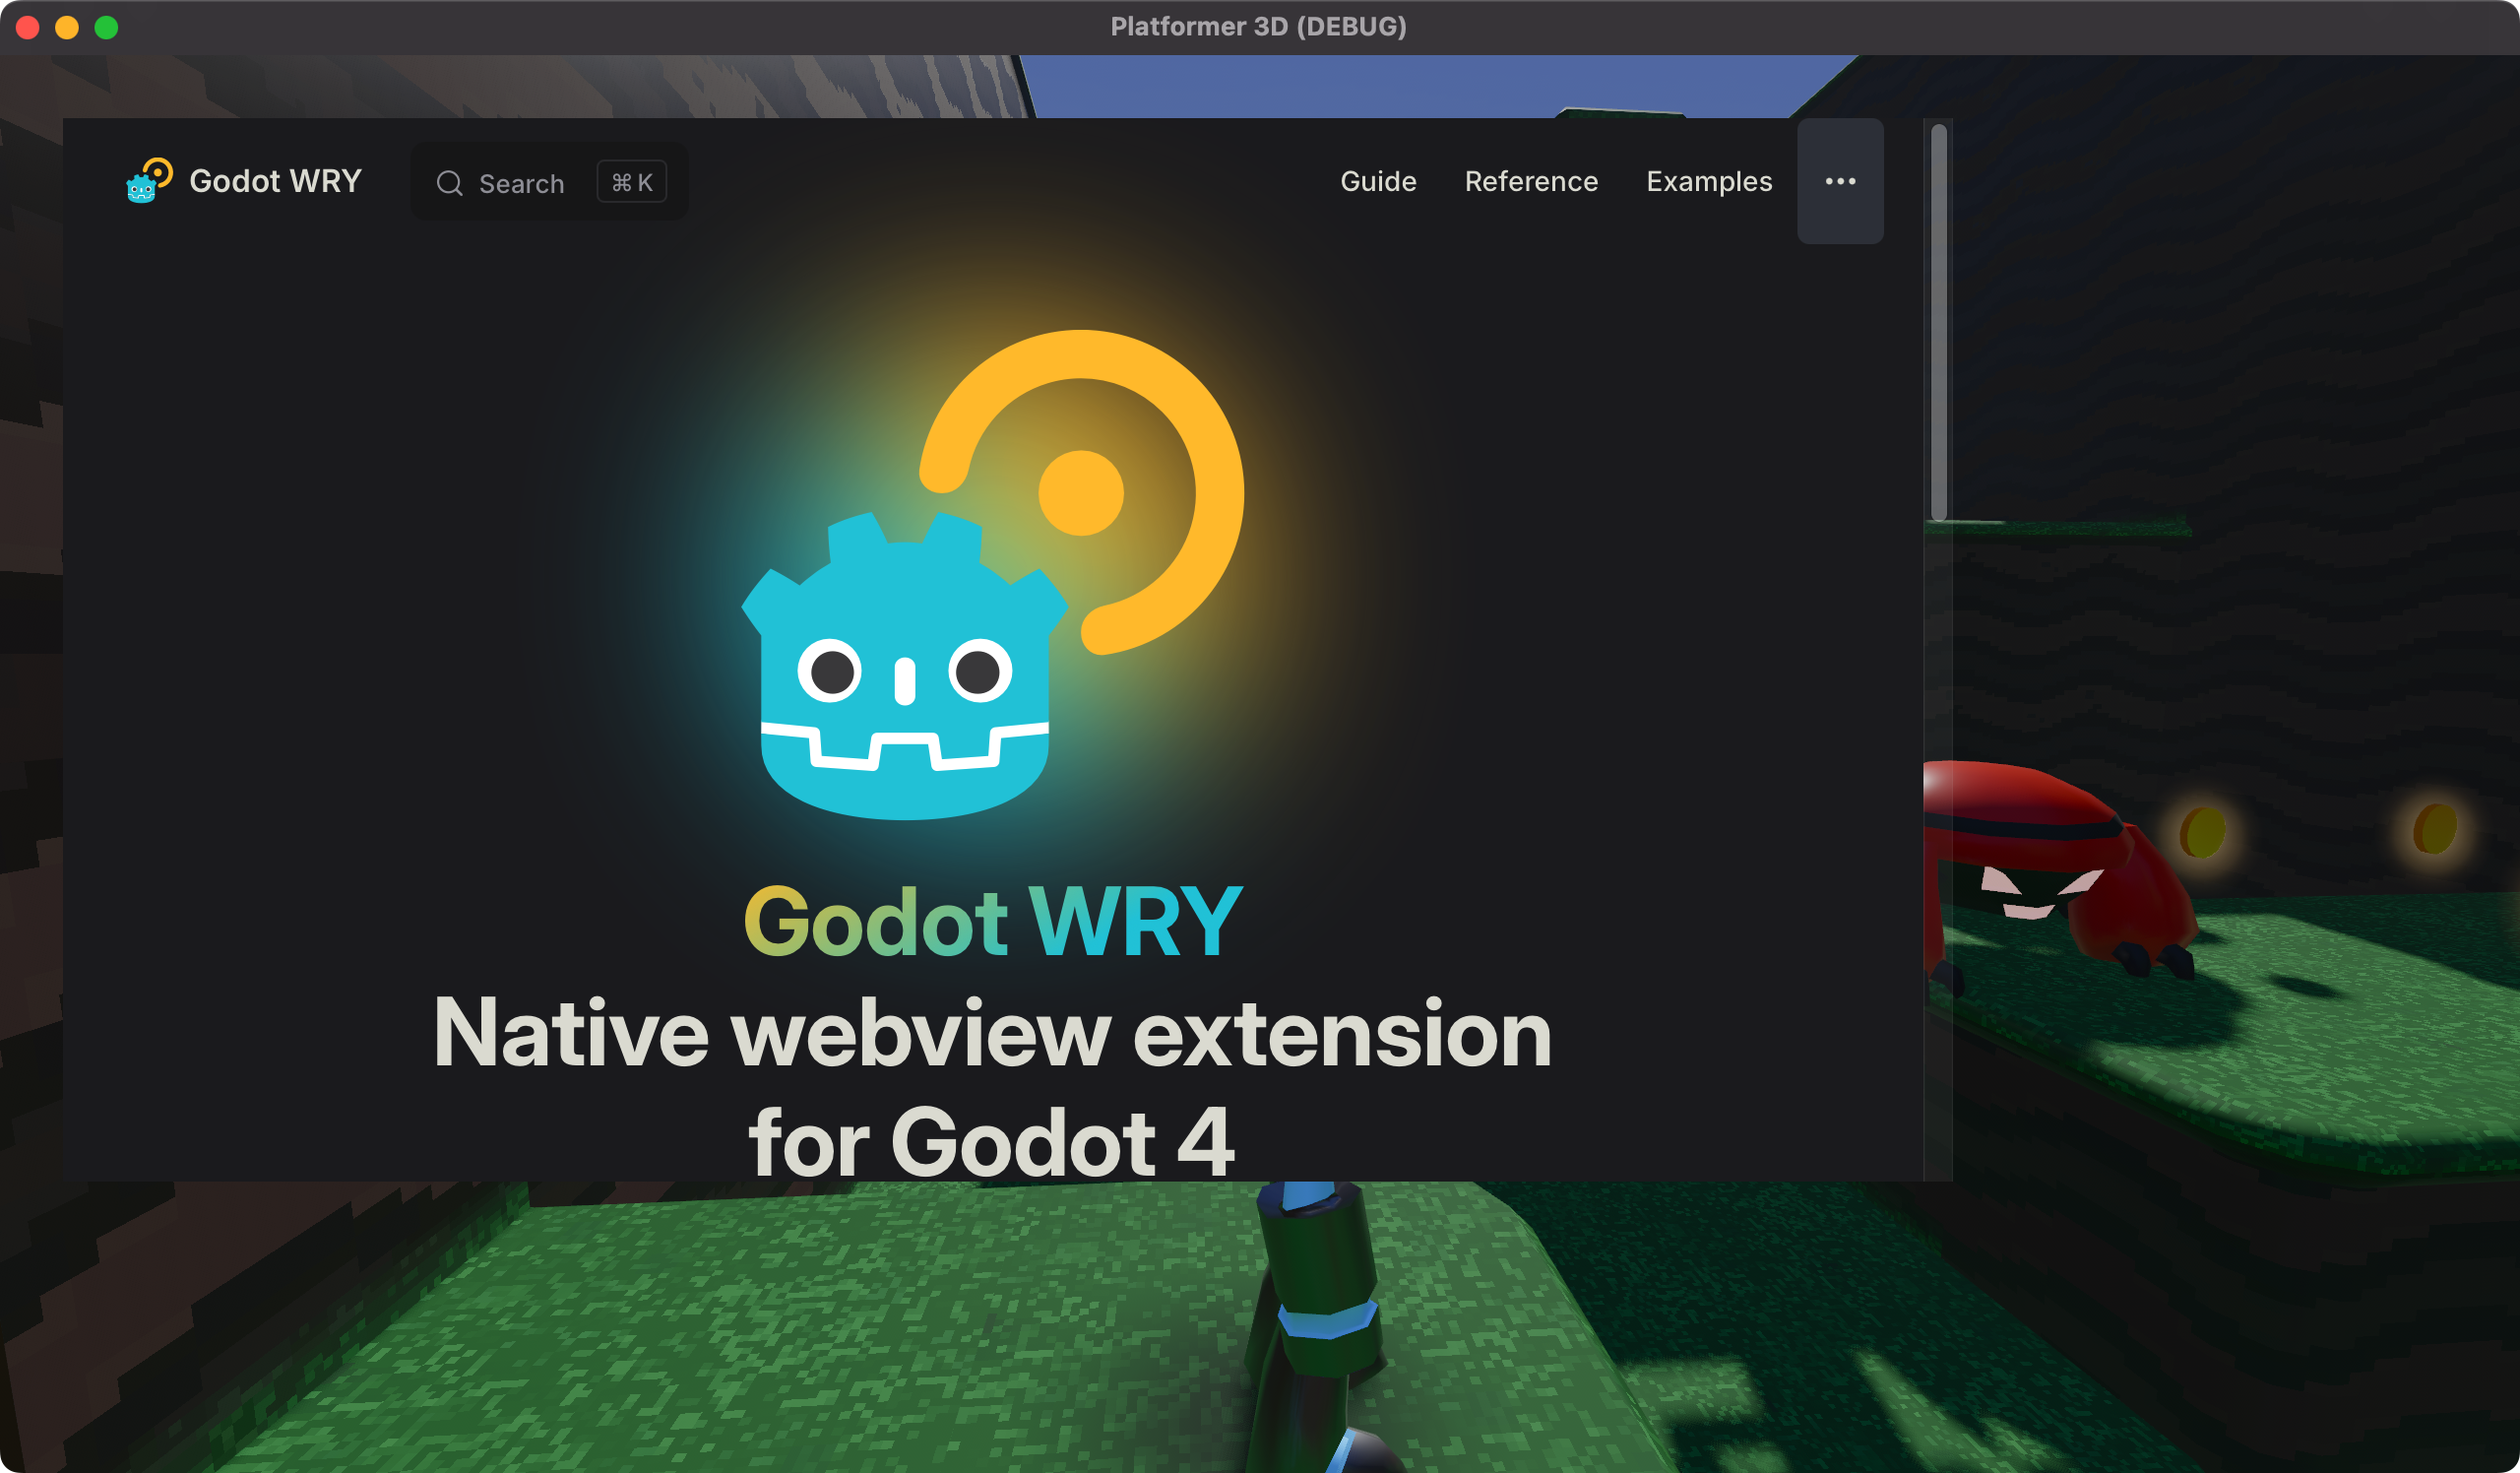 Platformer 3D (DEBUG)
Godot WRY
Search ⌘ K
Guide Reference Examples
Godot WRY
Native webview extension
for Godot 4